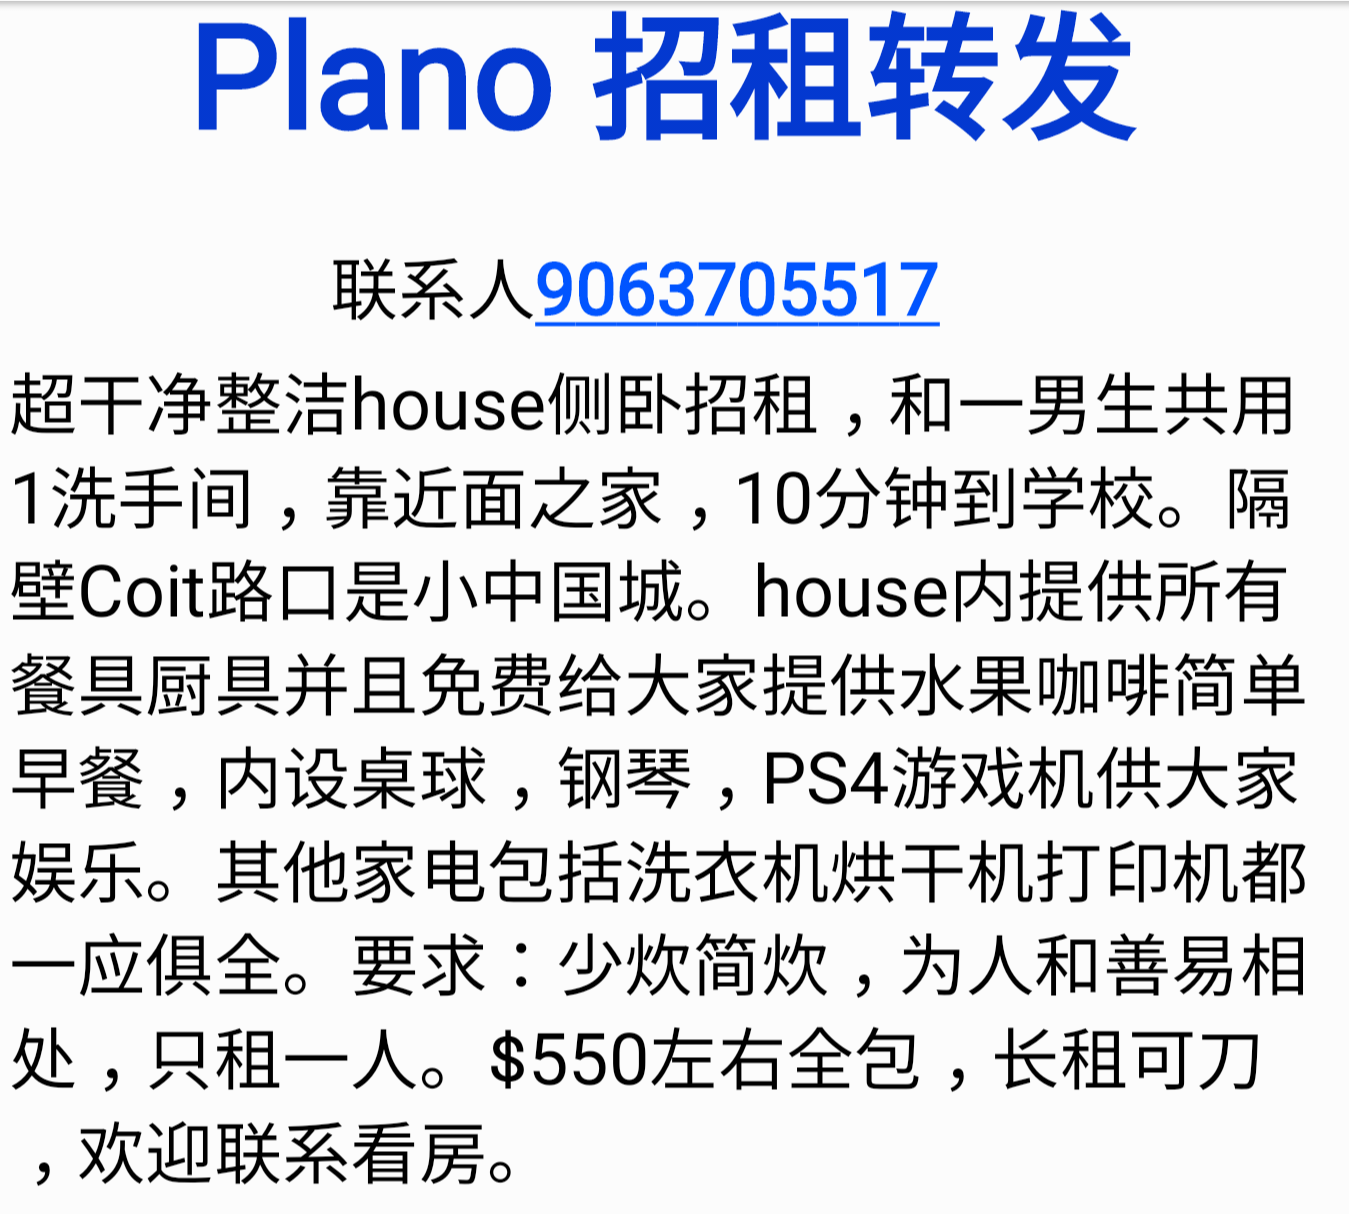 Plano 招租转发
联系人9063705517
超干净整洁house侧卧招租，和一男生共用
1洗手间，靠近面之家，10分钟到学校。隔
壁Coit路口是小中国城。house内提供所有
餐具厨具并且免费给大家提供水果咖啡简单
早餐，内设桌球，钢琴，PS4游戏机供大家
娱乐。其他家电包括洗衣机烘干机打印机都
一应俱全。要求：少炊简炊，为人和善易相
处，只租一人。$550左右全包，长租可刀
，欢迎联系看房。